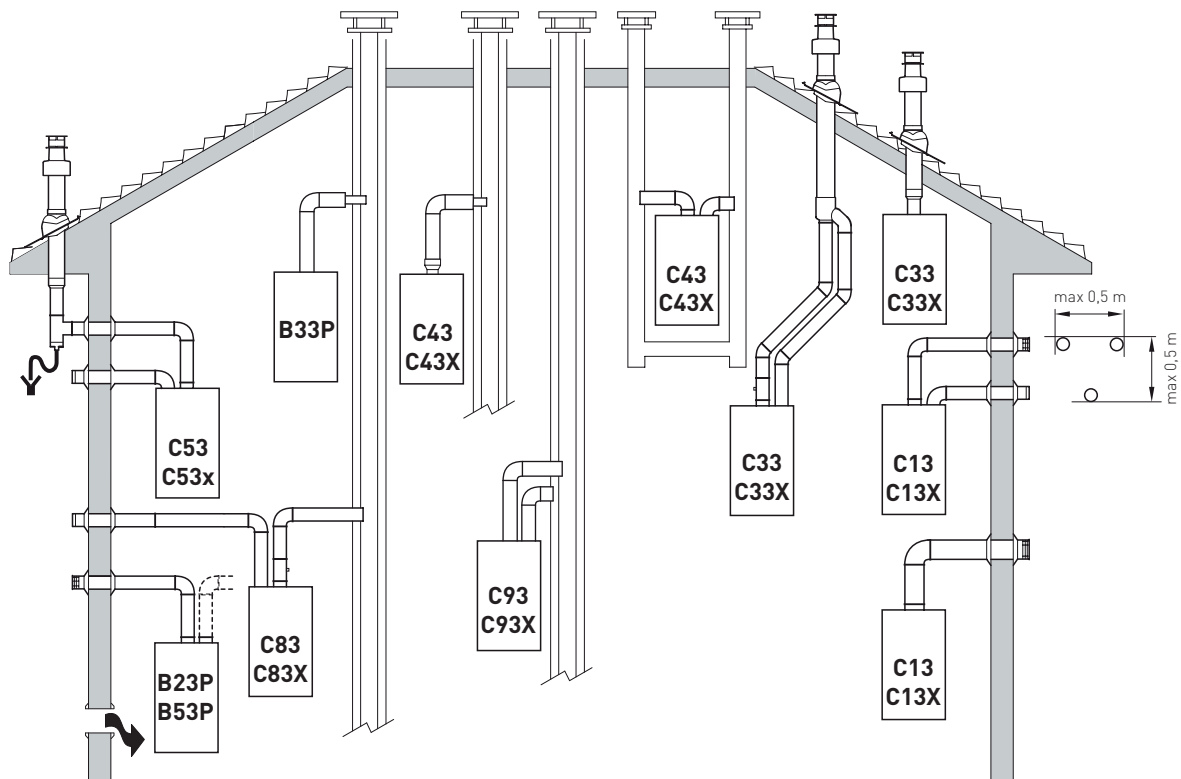 B33P
C43
C43X
C43
C43X
C33
C33X
max 0,5 m
max 0,5 m
C53
C53x
C33
C33X
C13
C13X
C83
C83X
C93
C93X
B23P
B53P
C13
C13X